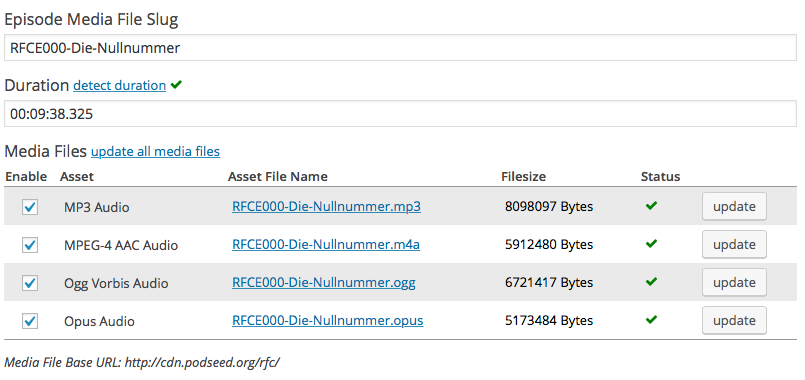 Episode Media File Slug
RFCE000-Die-Nullnummer
Duration detect duration
00:09:38.325
Media Files update all media files
Enable Asset Asset File Name Filesize Status
MP3 Audio RFCE000-Die-Nullnummer.mp3 8098097 Bytes update
MPEG-4 AAC Audio RFCE000-Die-Nullnummer.m4a 5912480 Bytes update
Ogg Vorbis Audio RFCE000-Die-Nullnummer.ogg 6721417 Bytes update
Opus Audio RFCE000-Die-Nullnummer.opus 5173484 Bytes update
Media File Base URL: http://cdn.podseed.org/rfc/